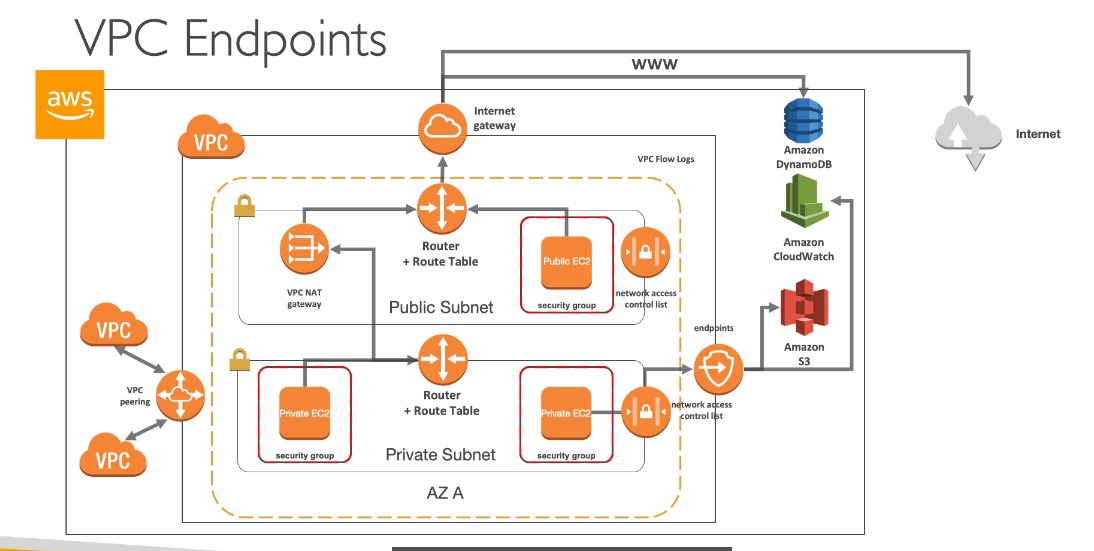 VPC Endpoints
aws
WWW
Internet
gateway
VPC
VPC Flow Logs
Amazon
DynamoDB
Internet
Router
+ Route Table
Public EC2
Amazon
CloudWatch
VPC NAT
gateway
Public Subnet
security group
network access
control list
VPC
endpoints
Amazon
S3
VPC
peering
Router
+ Route Table
Private EC2
Private EC2
network access
control list
VPC
security group
Private Subnet
security group
AZ A